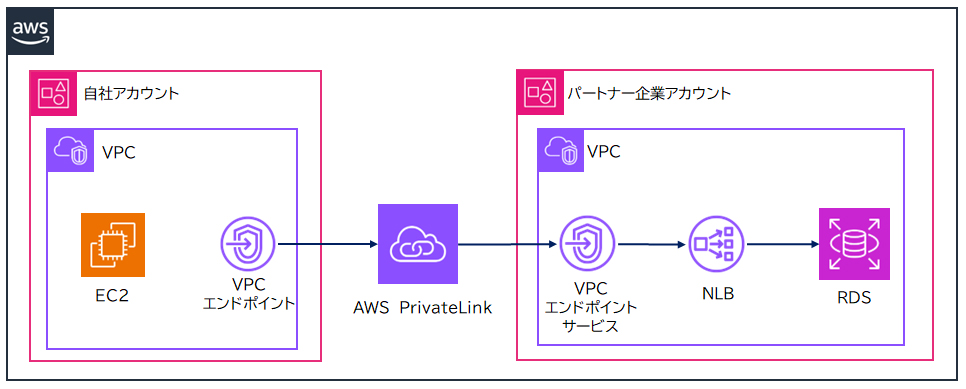 aws
自社アカウント
パートナー企業アカウント
VPC
VPC
EC2
VPC
エンドポイント
AWS PrivateLink
VPC
エンドポイント
サービス
NLB
RDS